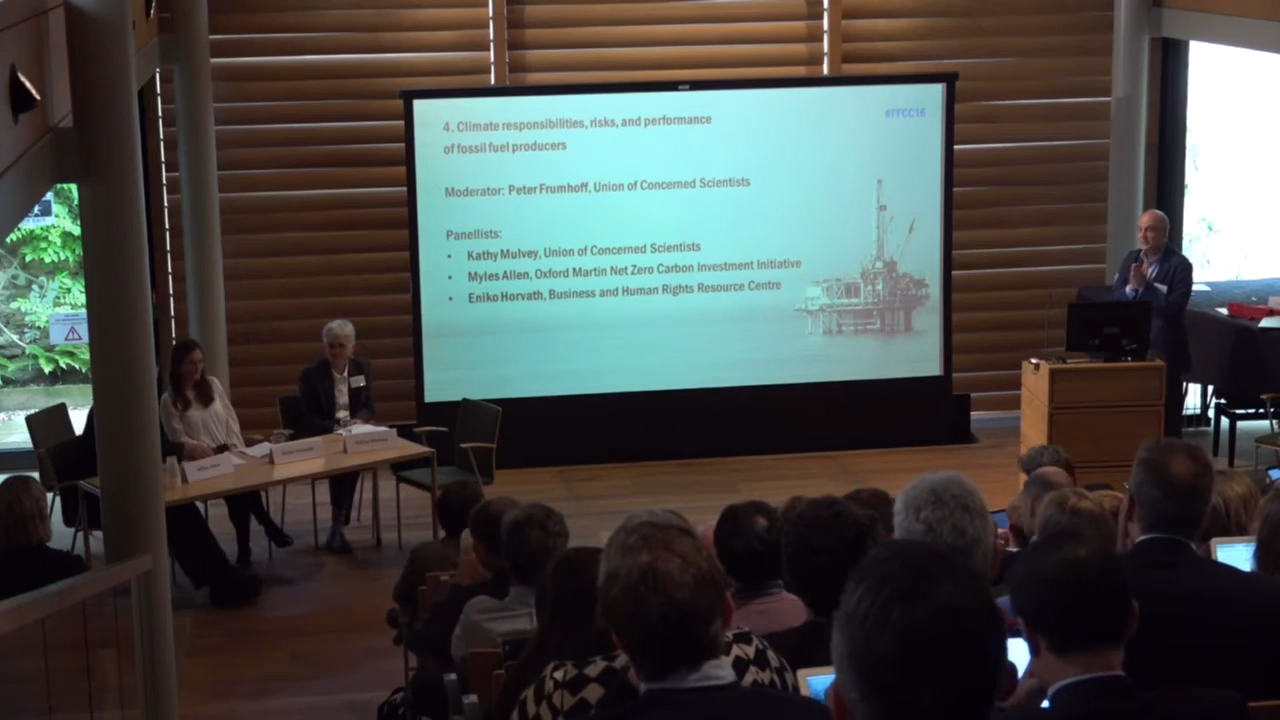 #FFCC16
4. Climate responsibilities, risks, and performance
of fossil fuel producers
Moderator: Peter Frumhoff, Union of Concerned Scientists
Panellists:
• Kathy Mulvey, Union of Concerned Scientists
• Myles Allen, Oxford Martin Net Zero Carbon Investment Initiative
• Eniko Horvath, Business and Human Rights Resource Centre